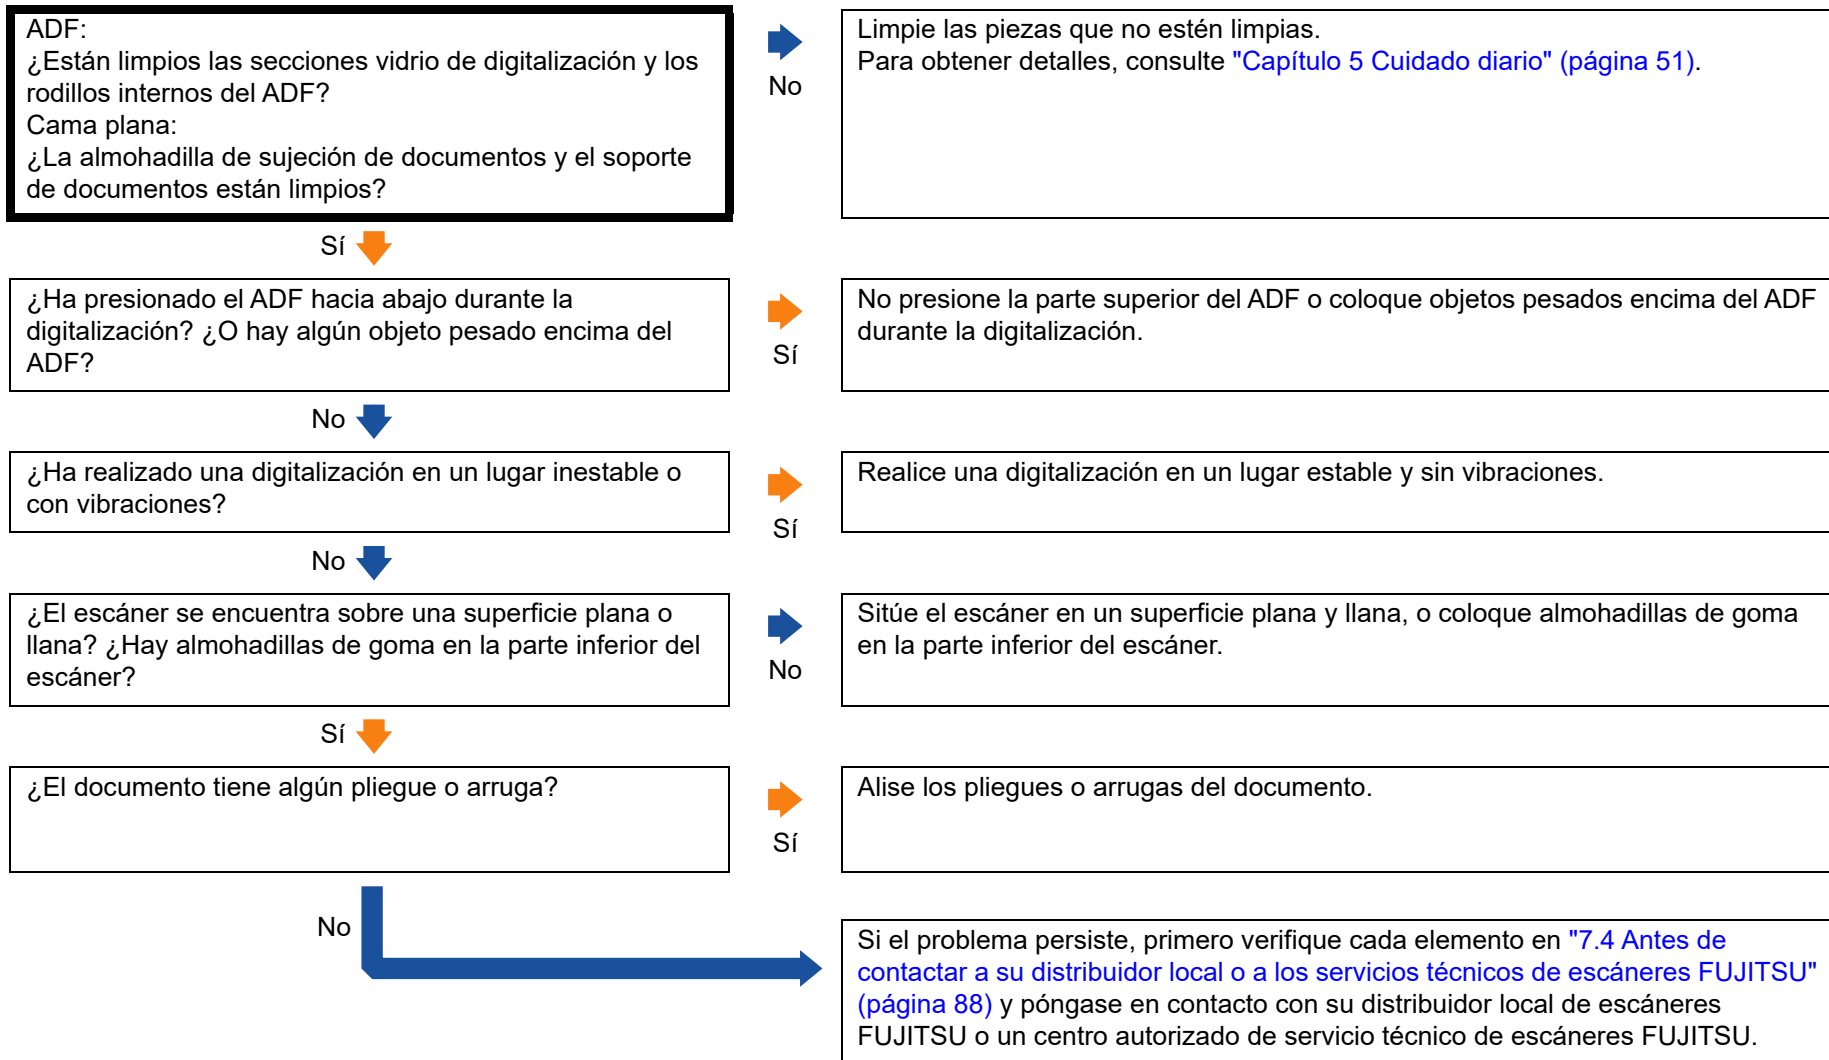 ADF:
¿Están limpios las secciones vidrio de digitalización y los
rodillos internos del ADF?
Cama plana:
¿La almohadilla de sujeción de documentos y el soporte
de documentos están limpios?
No
Limpie las piezas que no estén limpias.
Para obtener detalles, consulte "Capítulo 5 Cuidado diario" (página 51).
Sí
¿Ha presionado el ADF hacia abajo durante la
digitalización? ¿O hay algún objeto pesado encima del
ADF?
Sí
No presione la parte superior del ADF o coloque objetos pesados encima del ADF
durante la digitalización.
No
¿Ha realizado una digitalización en un lugar inestable o
con vibraciones?
Sí
Realice una digitalización en un lugar estable y sin vibraciones.
No
¿El escáner se encuentra sobre una superficie plana o
llana? ¿Hay almohadillas de goma en la parte inferior del
escáner?
No
Sitúe el escáner en un superficie plana y llana, o coloque almohadillas de goma
en la parte inferior del escáner.
Sí
¿El documento tiene algún pliegue o arruga?
Sí
Alise los pliegues o arrugas del documento.
No
Si el problema persiste, primero verifique cada elemento en "7.4 Antes de
contactar a su distribuidor local o a los servicios técnicos de escáneres FUJITSU"
(página 88) y póngase en contacto con su distribuidor local de escáneres
FUJITSU o un centro autorizado de servicio técnico de escáneres FUJITSU.